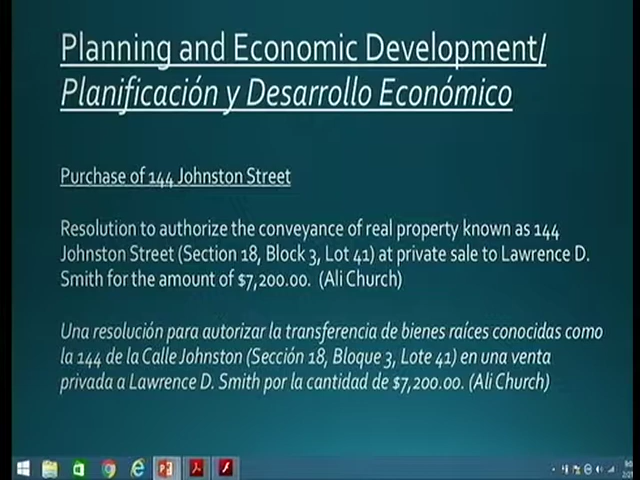 Planning and Economic Development/
Planificación y Desarrollo Económico
Purchase of 144 Johnston Street
Resolution to authorize the conveyance of real property known as 144
Johnston Street (Section 18, Block 3, Lot 41) at private sale to Lawrence D.
Smith for the amount of $7,200.00. (Ali Church)
Una resolución para autorizar la transferencia de bienes raíces conocidas como
la 144 de la Calle Johnston (Sección 18, Bloque 3, Lote 41) en una venta
privada a Lawrence D. Smith por la cantidad de $7,200.00. (Ali Church)